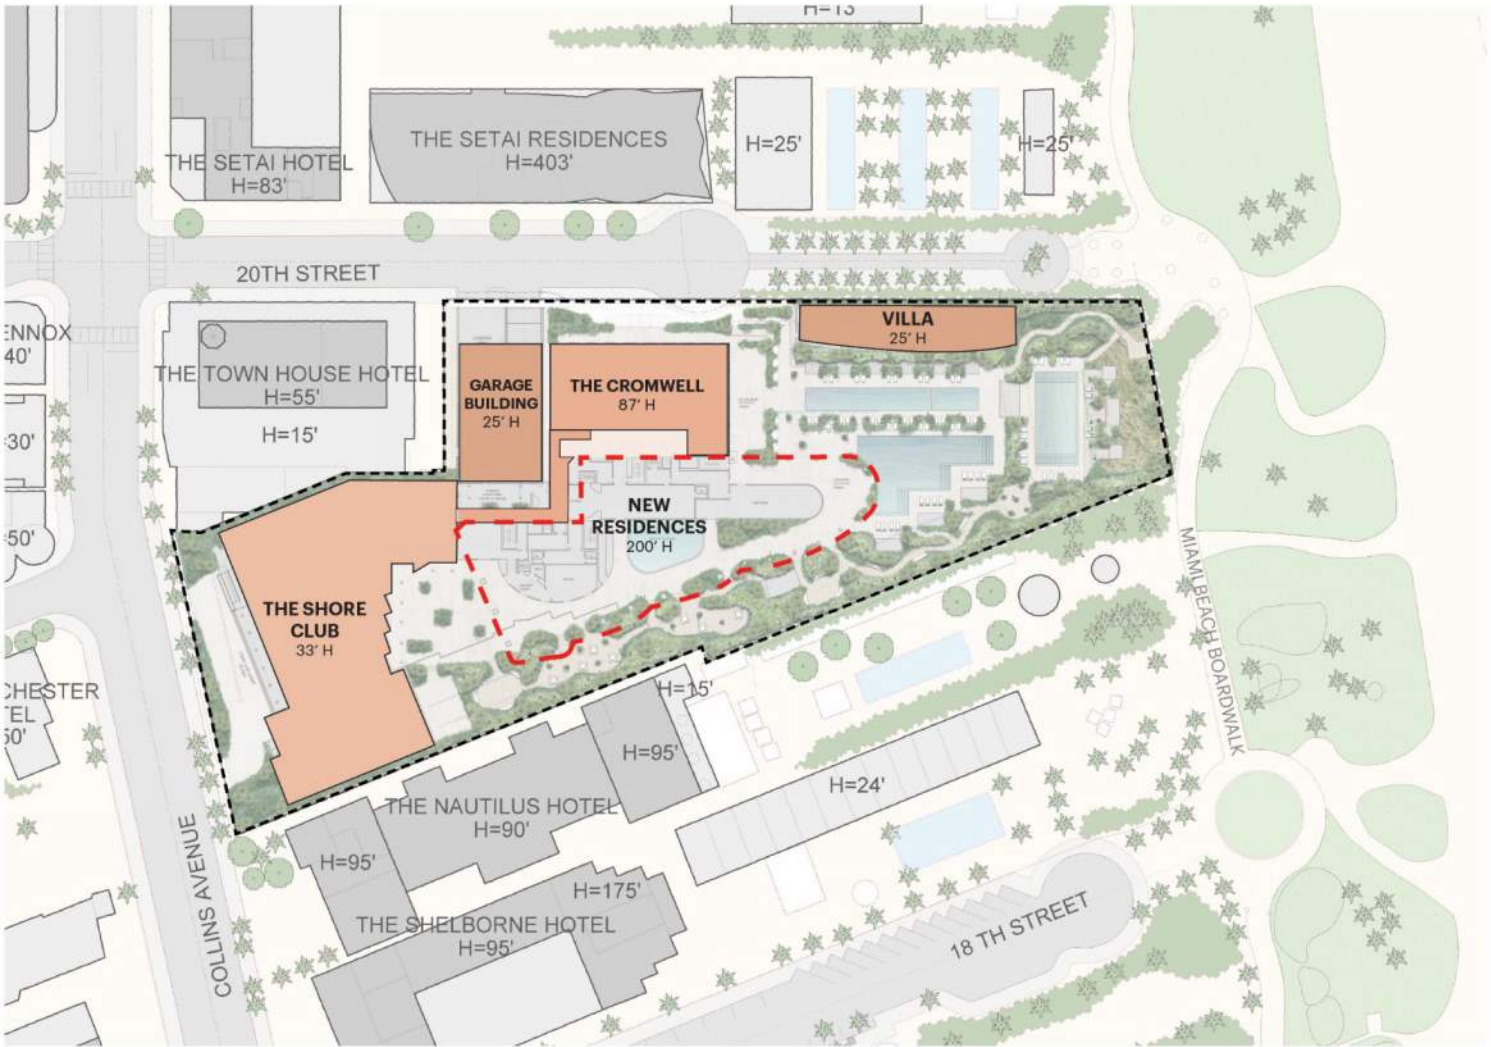 H=13
THE SETAI HOTEL
H=83'
THE SETAI RESIDENCES
H=403'
H=25'
H=25'
20TH STREET
ENNOX
40'
THE TOWN HOUSE HOTEL
H=55'
H=15'
=30'
=50'
GARAGE
BUILDING
25' H
THE CROMWELL
87' H
VILLA
25' H
NEW
RESIDENCES
200' H
THE SHORE
CLUB
33' H
CHESTER
EL
50'
MIAMI BEACH BOARDWALK
H=15'
H=95'
THE NAUTILUS HOTEL
H=90'
H=24'
H=95'
H=175'
THE SHELBORNE HOTEL
H=95'
COLLINS AVENUE
18 TH STREET